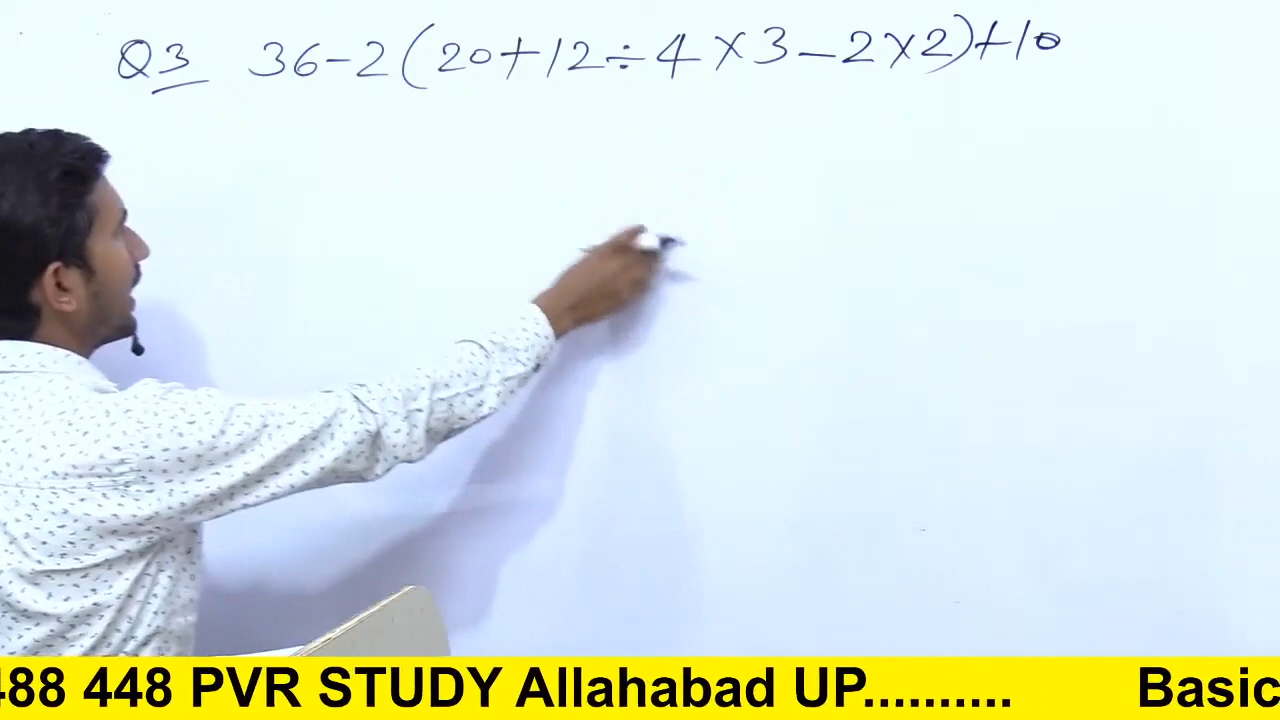 Q3 36-2(20+12÷4×3-2×2)+10
488 448 PVR STUDY Allahabad UP.......... Basic